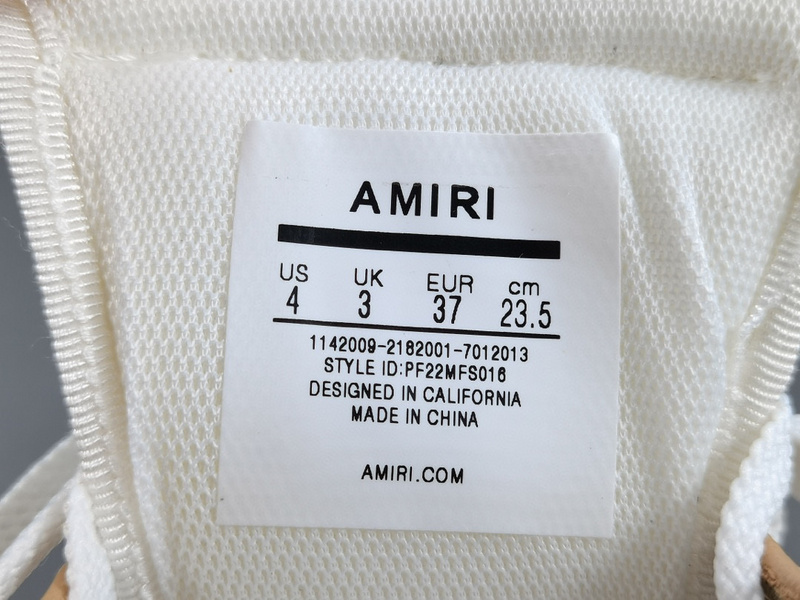 AMIRI
US UK EUR cm
4 3 37 23.5
1142009-2182001-7012013
STYLE ID:PF22MFS016
DESIGNED IN CALIFORNIA
MADE IN CHINA
AMIRI.COM